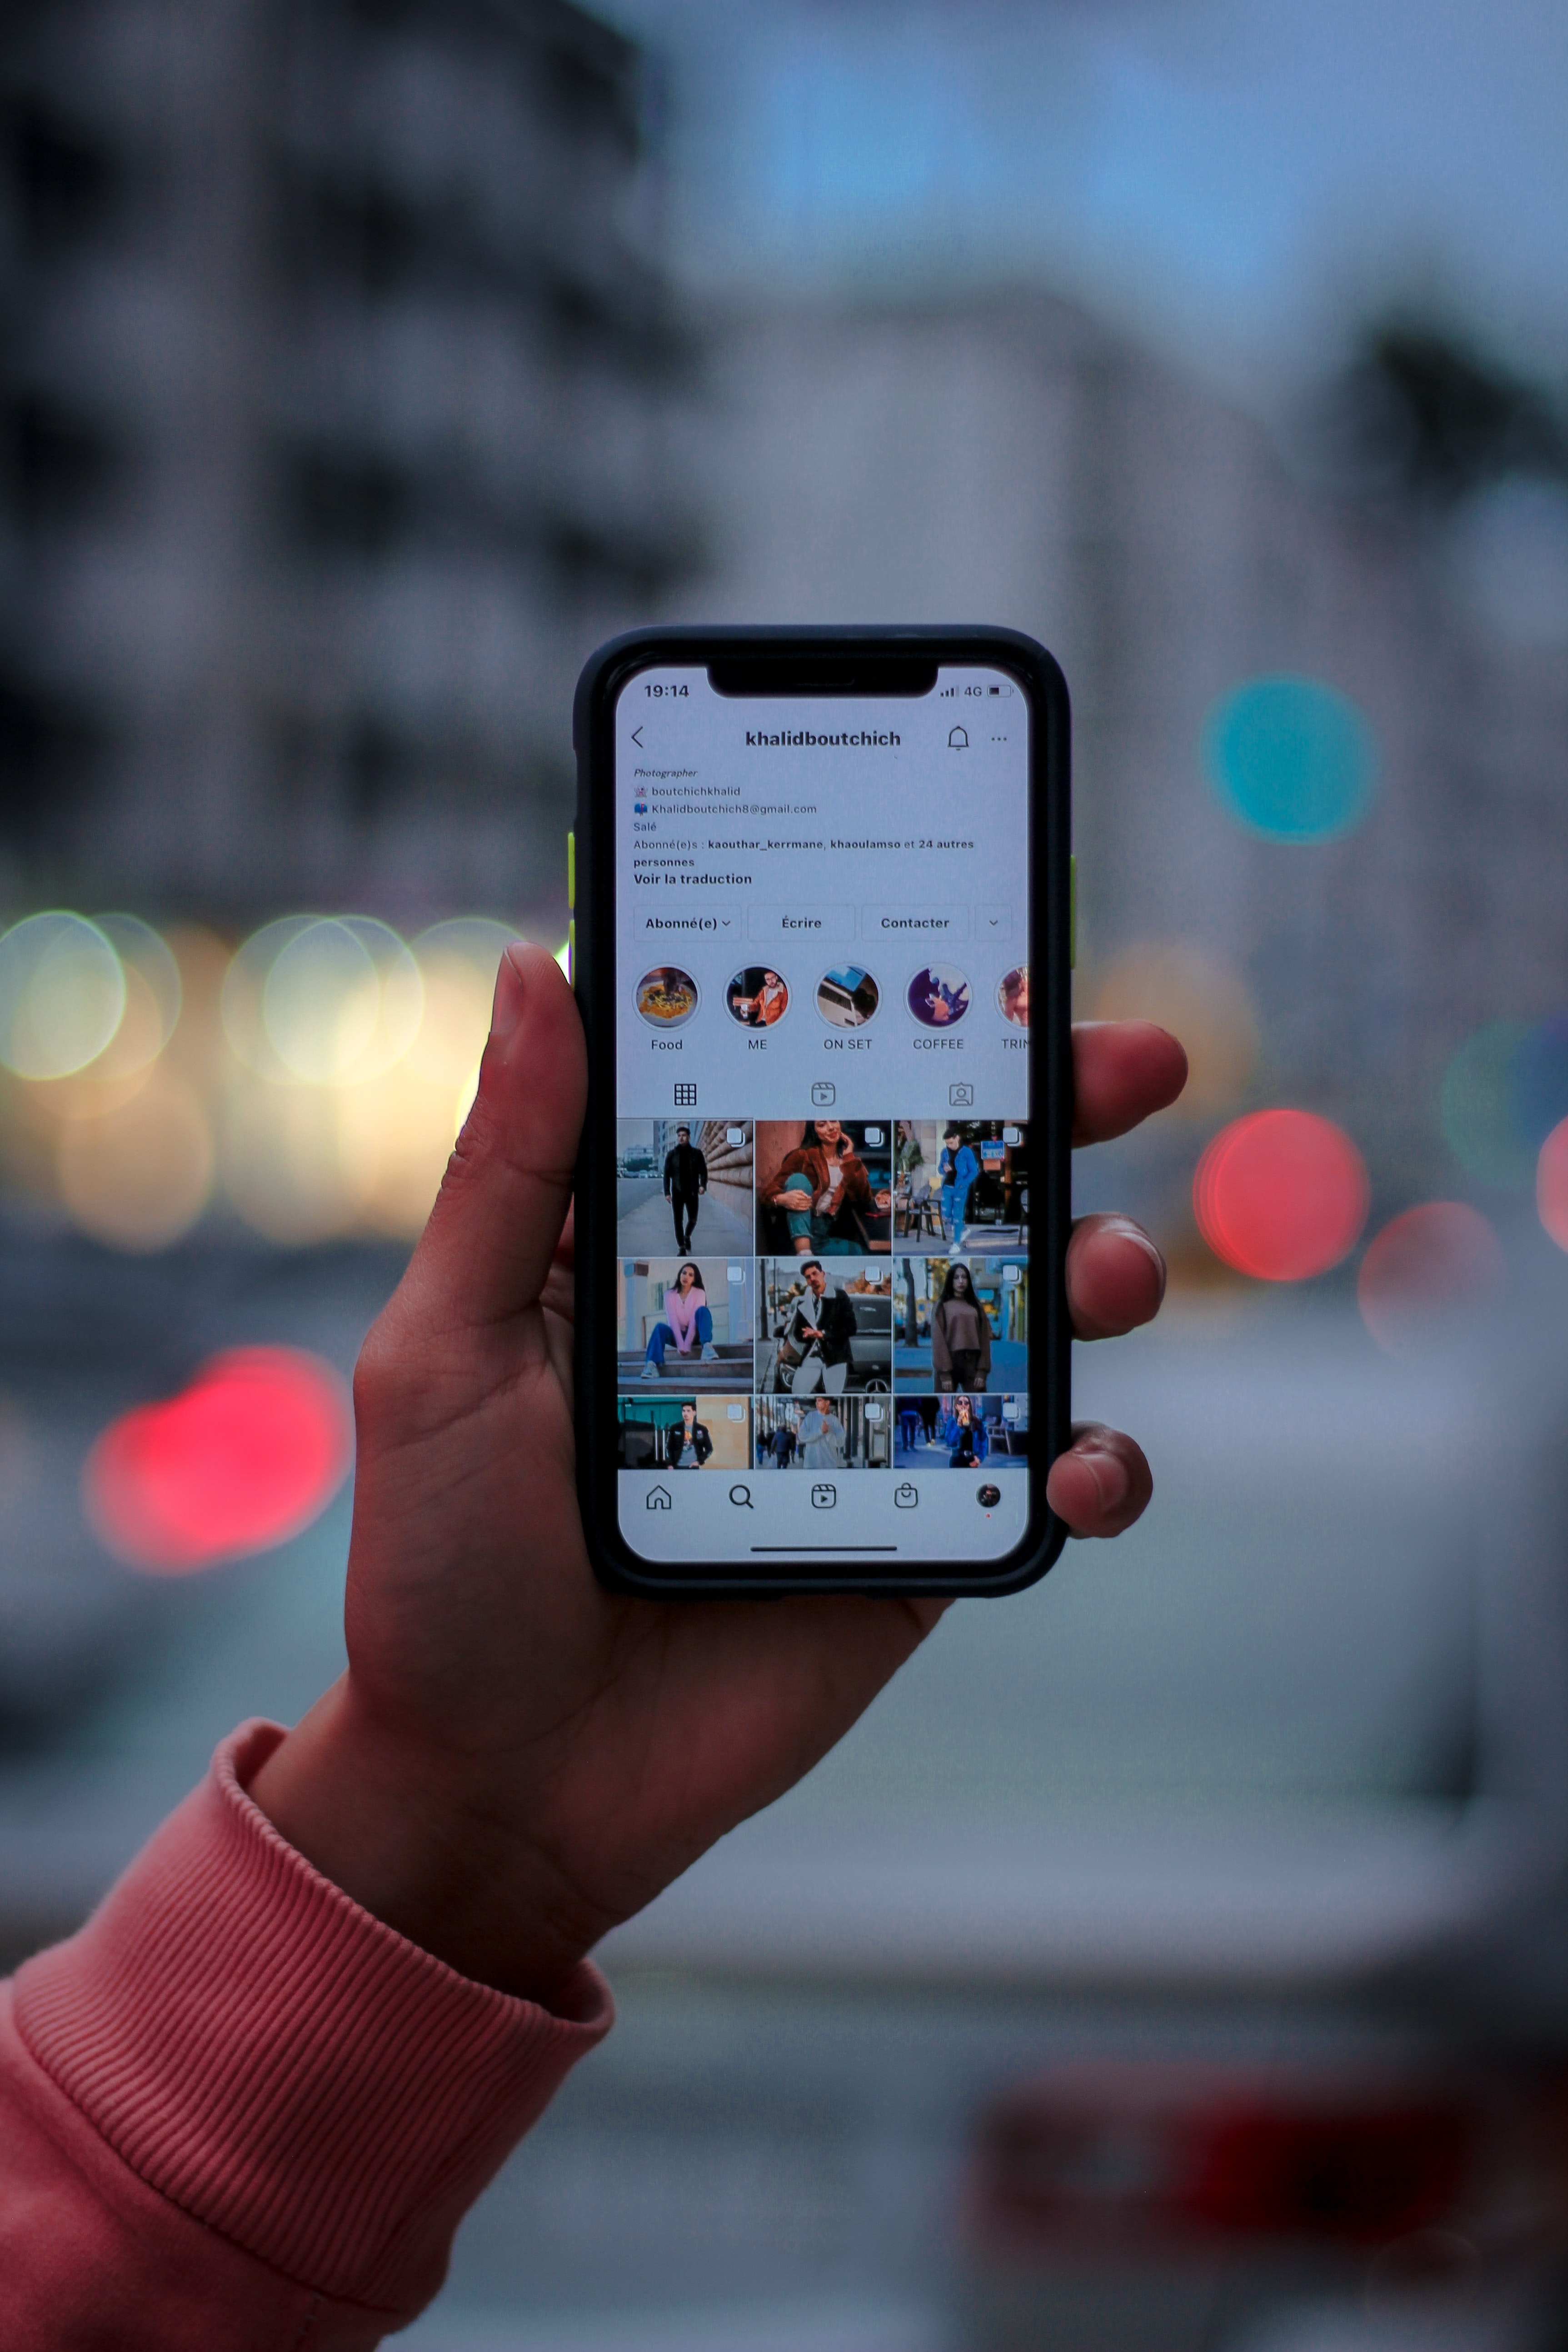 19:14 4G
khalidboutchich
Photographer
boutchichkhalid
Khalidboutchich8@gmail.com
Salé
Abonné(e)s : kaouthar_kerrmane, khaoulamso et 24 autres
personnes
Voir la traduction
Abonné(e) Écrire Contacter
Food ME ON SET COFFEE TRIN